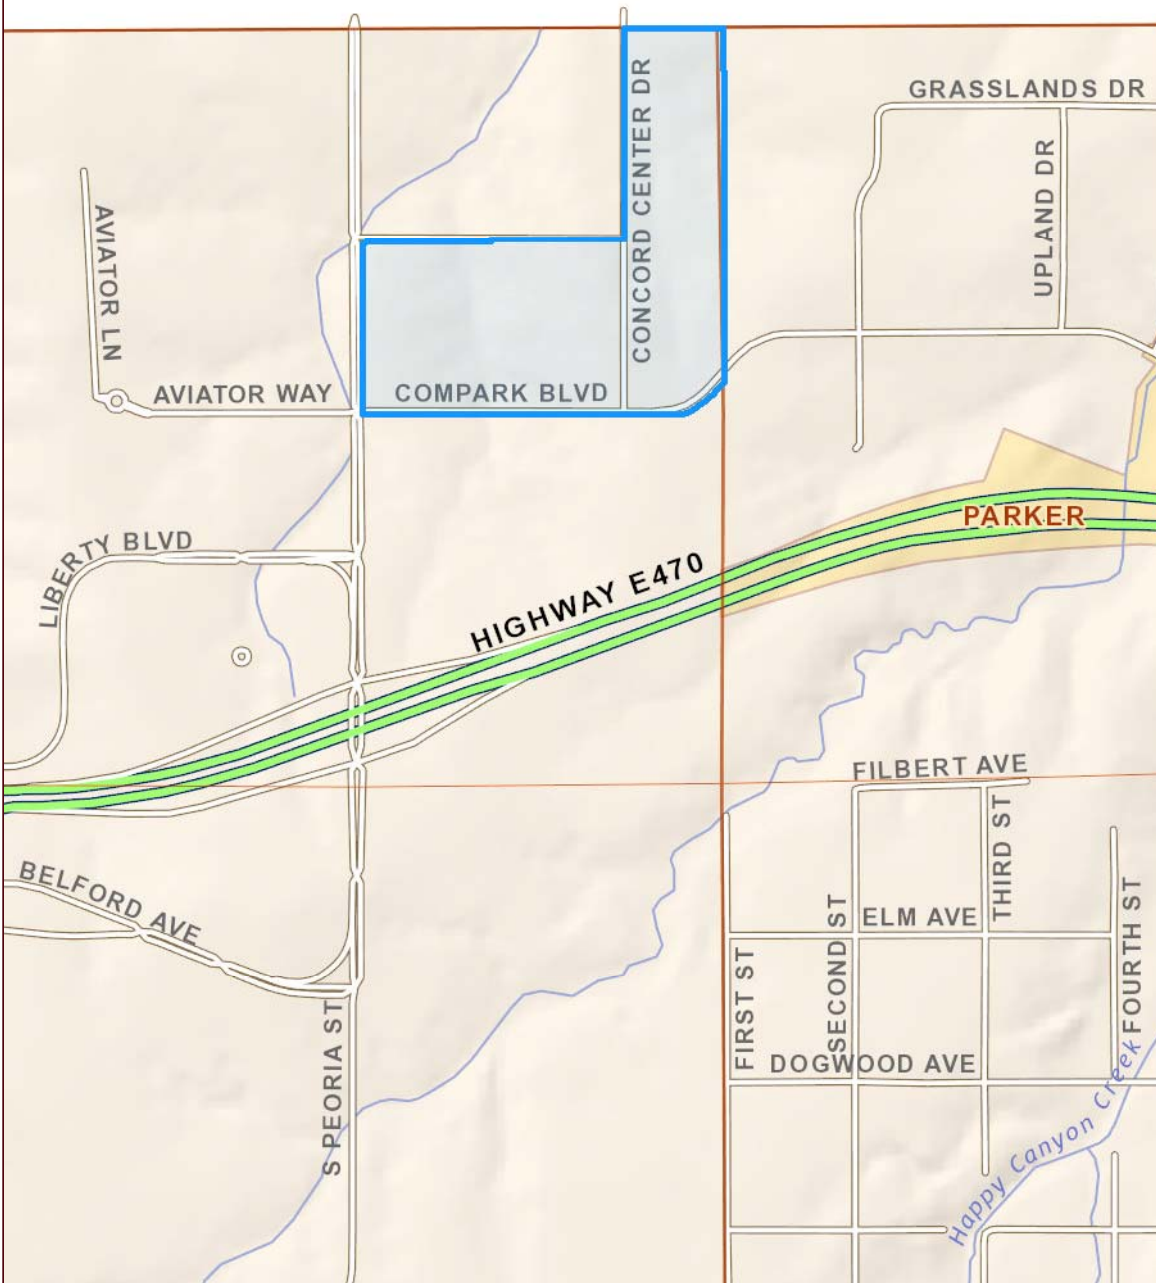 GRASSLANDS DR
CONCORD CENTER DR
UPLAND DR
AVIATOR LN
AVIATOR WAY
COMPARK BLVD
PARKER
LIBERTY BLVD
HIGHWAY E470
FILBERT AVE
THIRD ST
BELFORD AVE
ELM AVE
SECOND ST
FOURTH ST
FIRST ST
DOGWOOD AVE
S PEORIA ST
Happy Canyon Creek